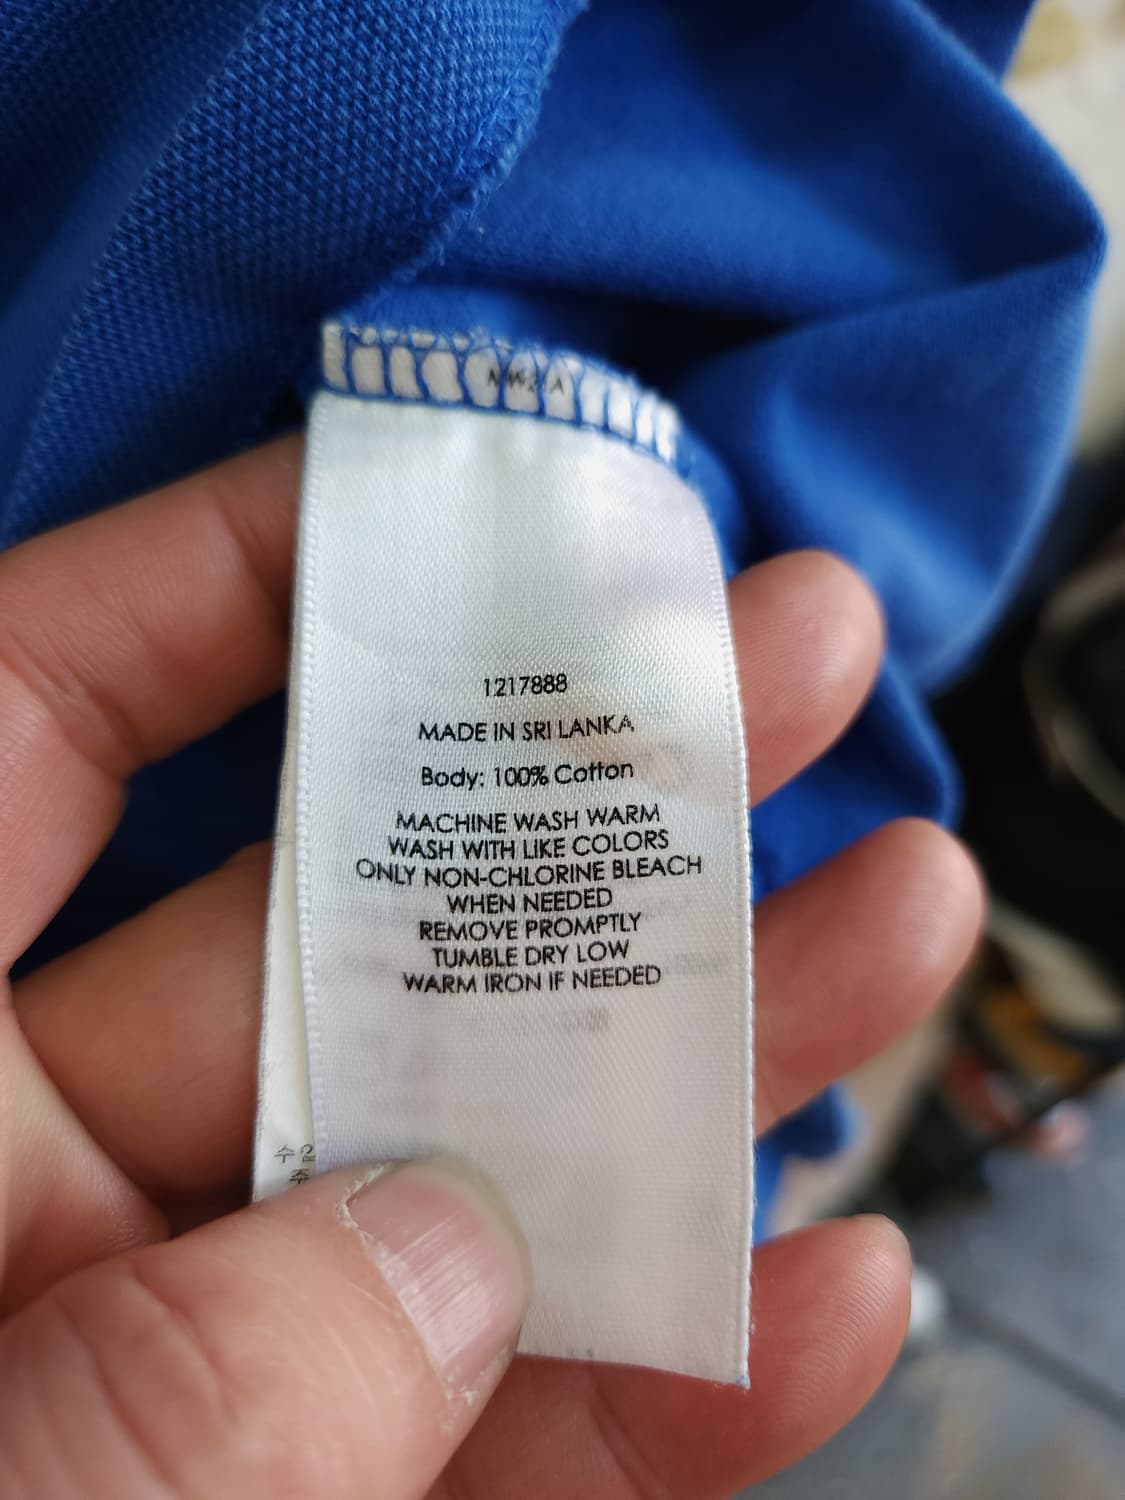 1217888
MADE IN SRI LANKA
Body: 100% Cotton
MACHINE WASH WARM
WASH WITH LIKE COLORS
ONLY NON-CHLORINE BLEACH
WHEN NEEDED
REMOVE PROMPTLY
TUMBLE DRY LOW
WARM IRON IF NEEDED